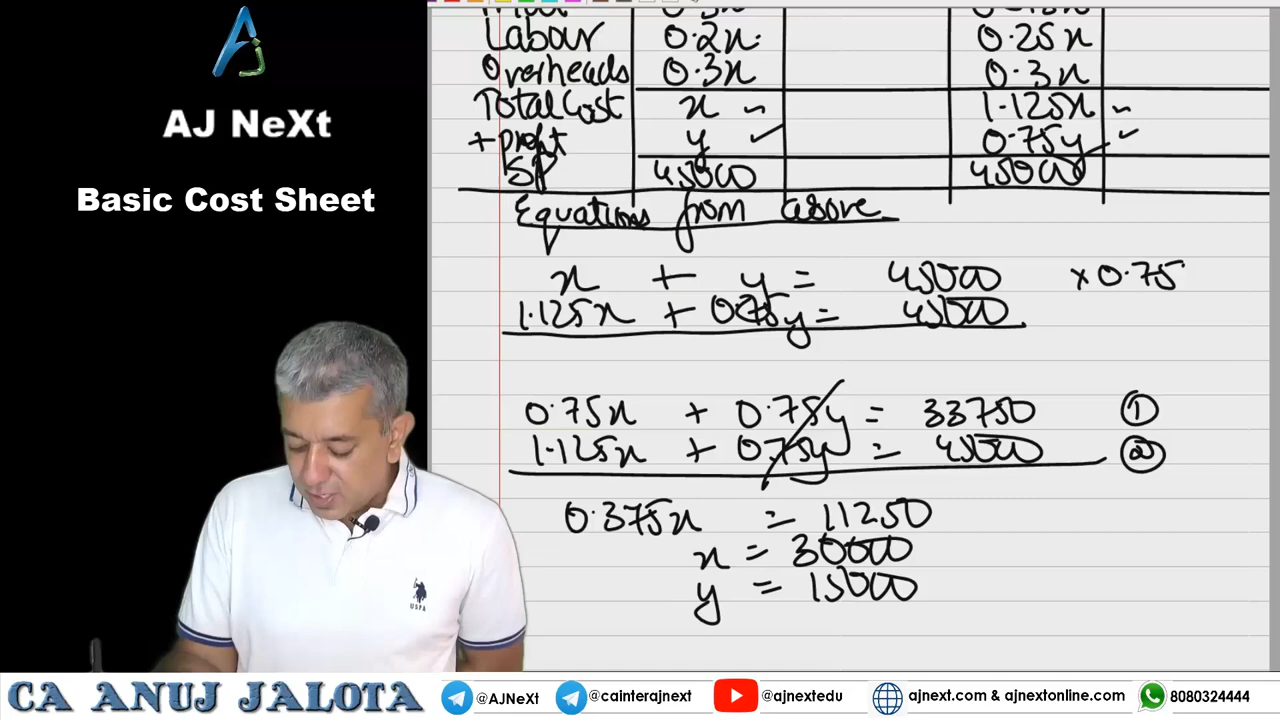 AJ NeXt
Basic Cost Sheet
Labour 0.2x 0.25x
Overheads 0.3x 0.3x
Total Cost x 1.125x
+ profit y 0.75y
SP 45000 45000
Equations from above
x + y = 45000 × 0.75
1.125x + 0.75y = 45000
0.75x + 0.75y = 33750 ①
1.125x + 0.75y = 45000 ②
0.375x = 11250
x = 30000
y = 15000
USPA
CA ANUJ JALOTA @AJNeXt @cainterajnext @ajnextedu ajnext.com & ajnextonline.com 8080324444